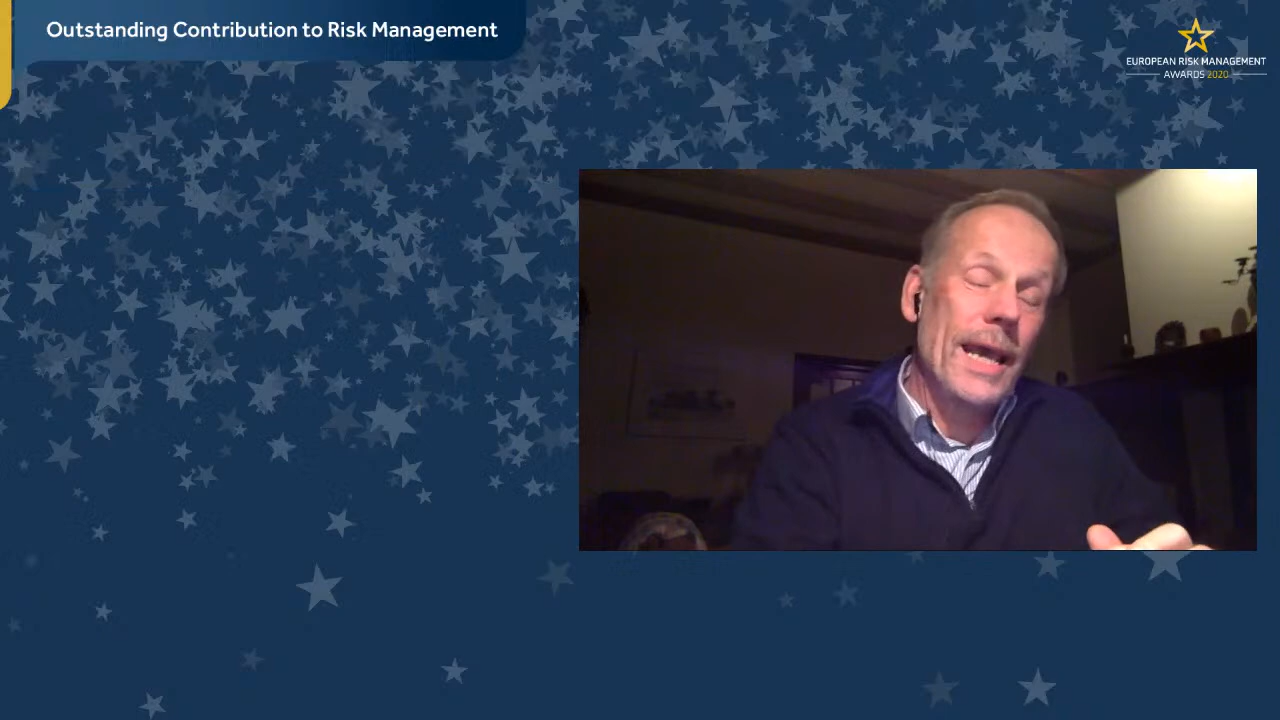 Outstanding Contribution to Risk Management
EUROPEAN RISK MANAGEMENT
AWARDS 2020